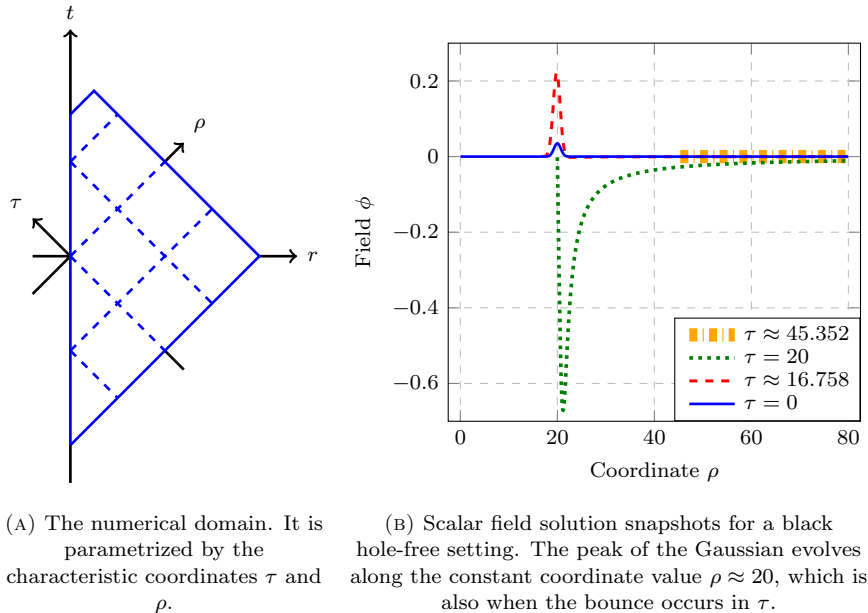 t
ρ
τ
r
(A) The numerical domain. It is
parametrized by the
characteristic coordinates τ and
ρ.
0.2
0
−0.2
−0.4
−0.6
Field ϕ
0
20
40
60
80
Coordinate ρ
τ ≈ 45.352
τ = 20
τ ≈ 16.758
τ = 0
(B) Scalar field solution snapshots for a black
hole-free setting. The peak of the Gaussian evolves
along the constant coordinate value ρ ≈ 20, which is
also when the bounce occurs in τ.